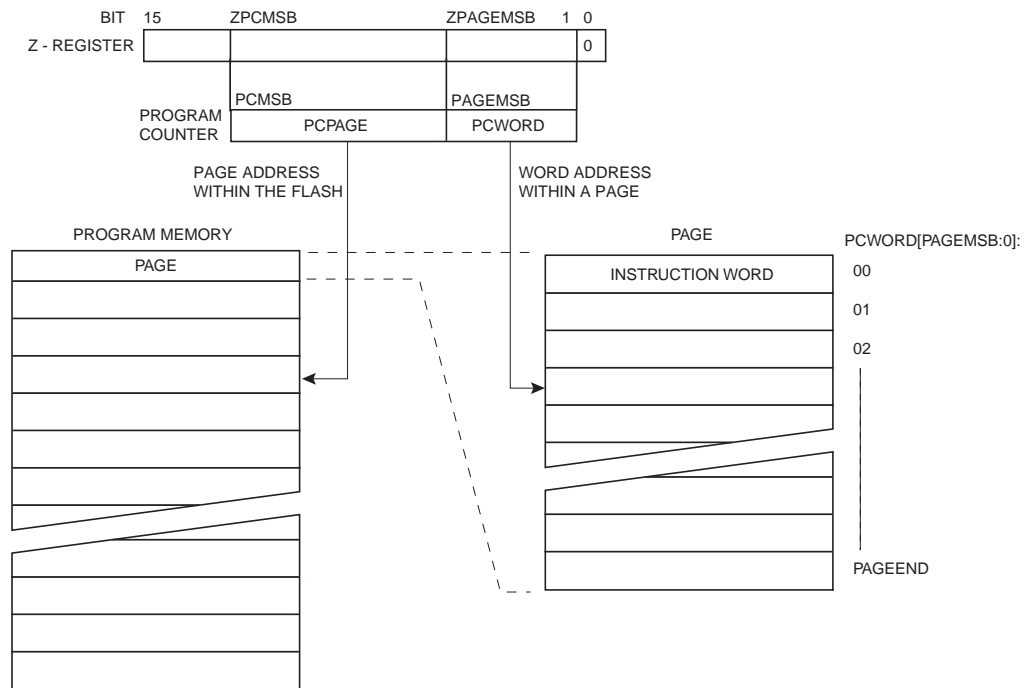 BIT 15 ZPCMSB ZPAGEMSB 1 0
Z - REGISTER 0
PCMSB PAGEMSB
PROGRAM
COUNTER
PCPAGE PCWORD
PAGE ADDRESS
WITHIN THE FLASH
WORD ADDRESS
WITHIN A PAGE
PROGRAM MEMORY
PAGE
PAGE
PCWORD[PAGEMSB:0]:
INSTRUCTION WORD
00
01
02
PAGEEND